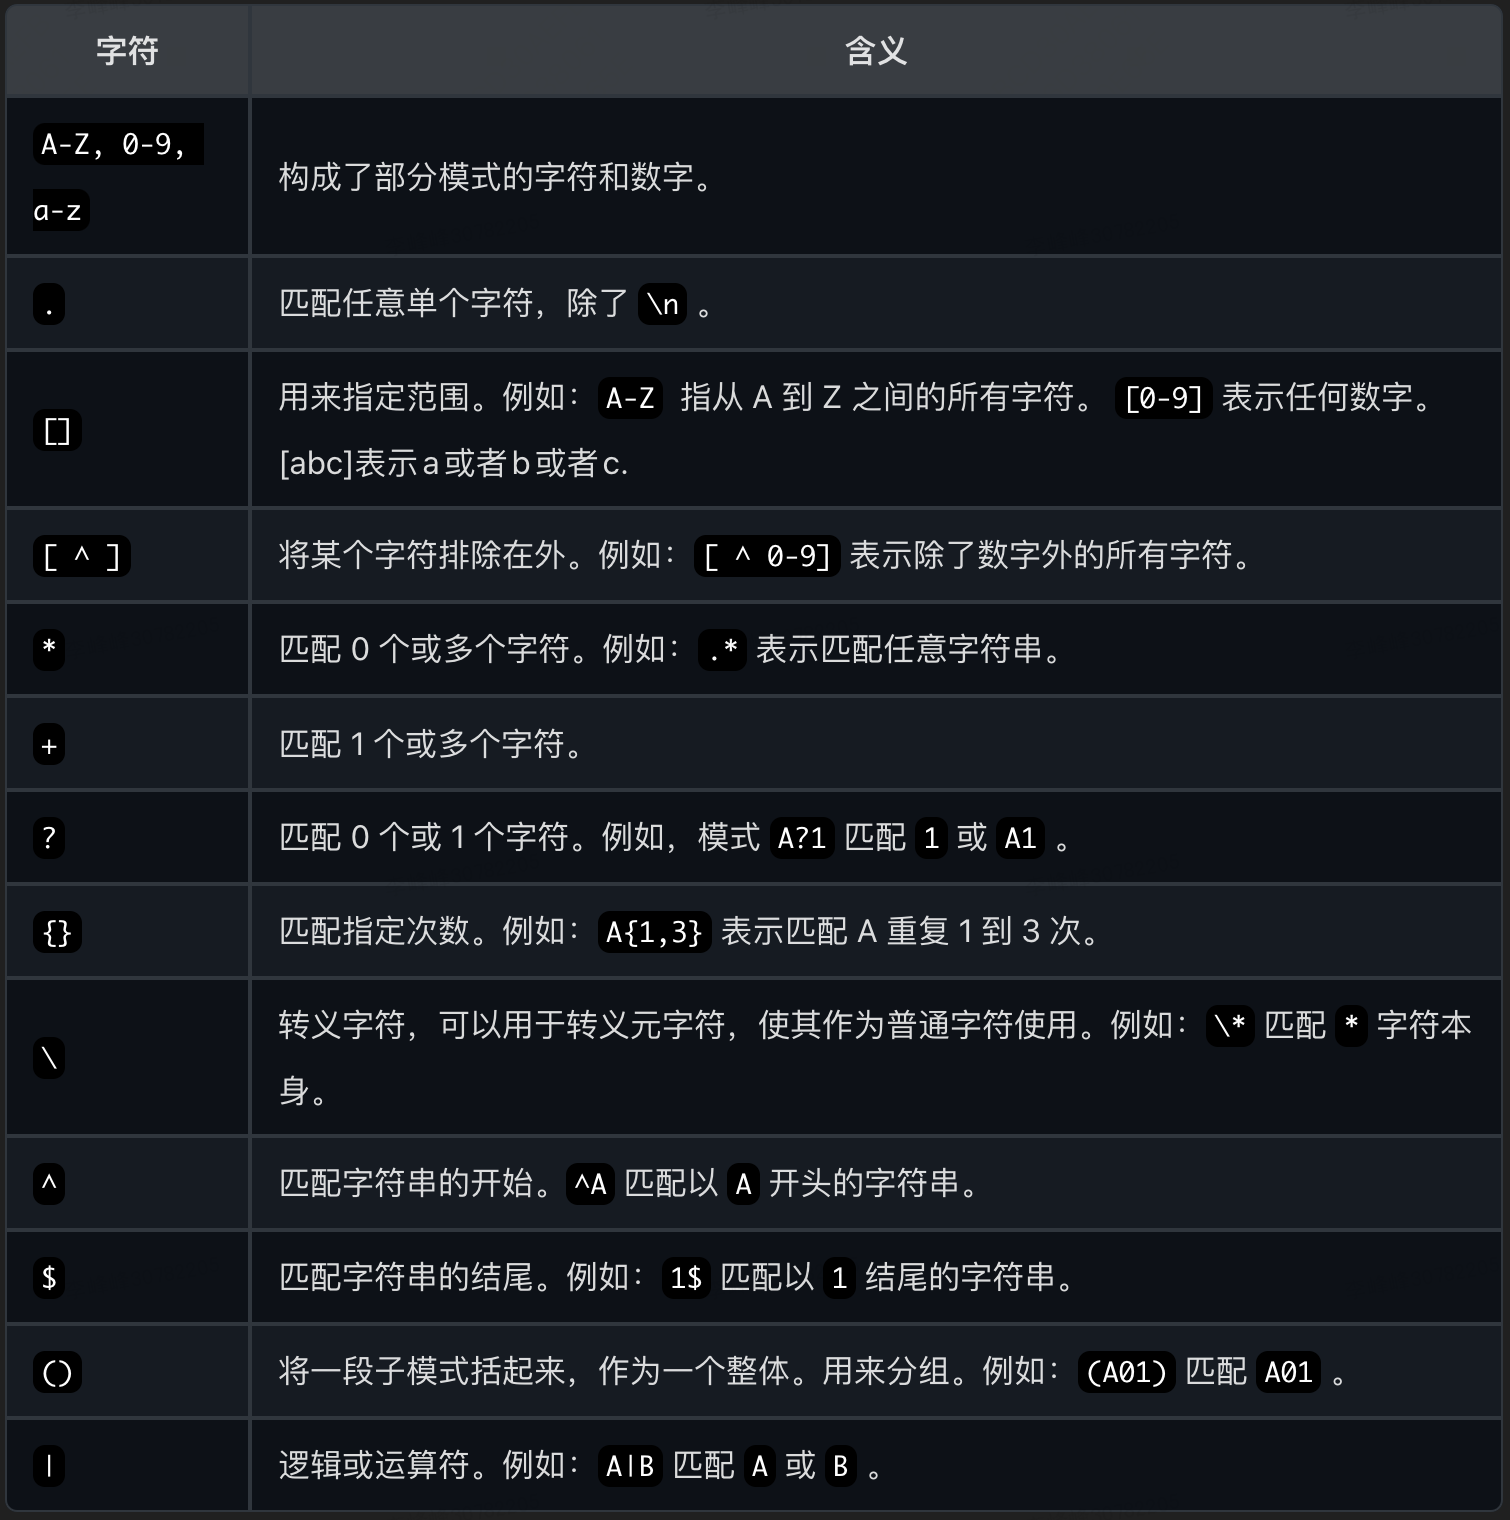 字符 含义
A-Z, 0-9,
a-z
构成了部分模式的字符和数字。
. 匹配任意单个字符，除了 \n 。
[] 用来指定范围。例如： A-Z 指从 A 到 Z 之间的所有字符。 [0-9] 表示任何数字。
[abc]表示a或者b或者c.
[ ^ ] 将某个字符排除在外。例如： [ ^ 0-9] 表示除了数字外的所有字符。
* 匹配 0 个或多个字符。例如： .* 表示匹配任意字符串。
+ 匹配 1 个或多个字符。
? 匹配 0 个或 1 个字符。例如，模式 A?1 匹配 1 或 A1 。
{} 匹配指定次数。例如： A{1,3} 表示匹配 A 重复 1 到 3 次。
\ 转义字符，可以用于转义元字符，使其作为普通字符使用。例如： \* 匹配 * 字符本
身。
^ 匹配字符串的开始。 ^A 匹配以 A 开头的字符串。
$ 匹配字符串的结尾。例如： 1$ 匹配以 1 结尾的字符串。
() 将一段子模式括起来，作为一个整体。用来分组。例如： (A01) 匹配 A01 。
| 逻辑或运算符。例如： A|B 匹配 A 或 B 。